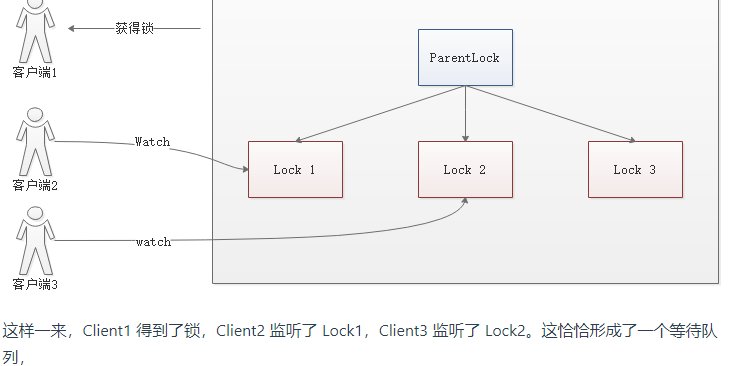 获得锁
客户端1
ParentLock
Watch
客户端2
Lock 1
Lock 2
Lock 3
watch
客户端3
这样一来，Client1 得到了锁，Client2 监听了 Lock1，Client3 监听了 Lock2。这恰恰形成了一个等待队
列，